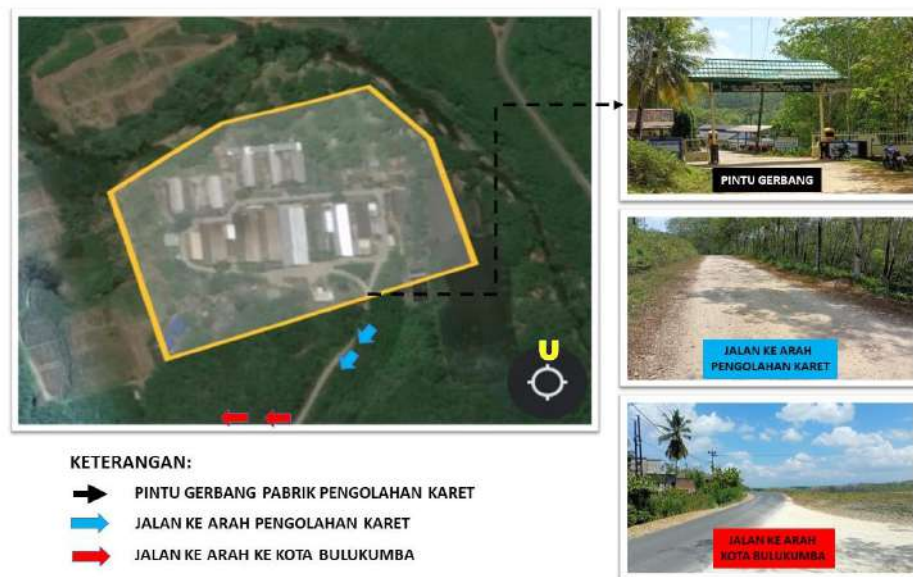 U
PINTU GERBANG
JALAN KE ARAH
PENGOLAHAN KARET
JALAN KE ARAH
KOTA BULUKUMBA
KETERANGAN:
PINTU GERBANG PABRIK PENGOLAHAN KARET
JALAN KE ARAH PENGOLAHAN KARET
JALAN KE ARAH KE KOTA BULUKUMBA